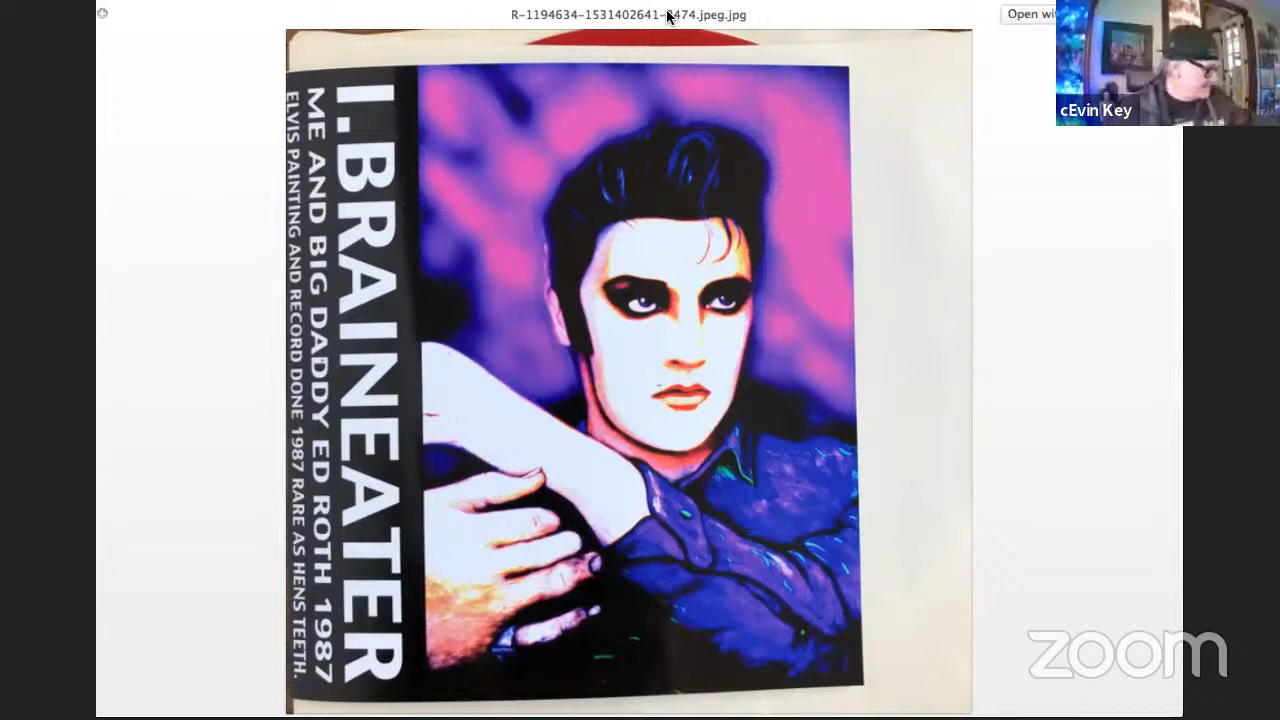 R-1194634-1531402641-8474.jpeg.jpg
Open wi
cEvin Key
I.BRAINEATER
ME AND BIG DADDY ED ROTH 1987
ELVIS PAINTING AND RECORD DONE 1987 RARE AS HENS TEETH.
zoom